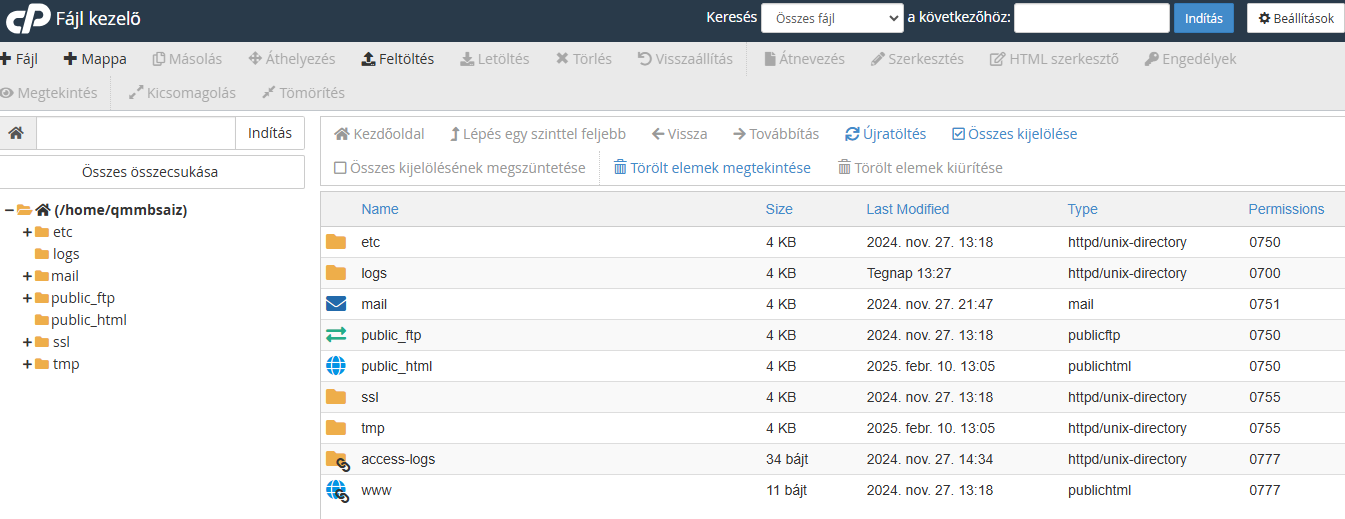 cP Fájl kezelő Keresés Összes fájl a következőhöz: Indítás Beállítások
Fájl Mappa Másolás Áthelyezés Feltöltés Letöltés Törlés Visszaállítás Átnevezés Szerkesztés HTML szerkesztő Engedélyek
Megtekintés Kicsomagolás Tömörítés
Indítás
Összes összecsukása
(/home/qmmbsaiz)
etc
logs
mail
public_ftp
public_html
ssl
tmp
Kezdőoldal Lépés egy szinttel feljebb Vissza Továbbítás Újratöltés Összes kijelölése
Összes kijelölésének megszüntetése Törölt elemek megtekintése Törölt elemek kiürítése
Name Size Last Modified Type Permissions
etc 4 KB 2024. nov. 27. 13:18 httpd/unix-directory 0750
logs 4 KB Tegnap 13:27 httpd/unix-directory 0700
mail 4 KB 2024. nov. 27. 21:47 mail 0751
public_ftp 4 KB 2024. nov. 27. 13:18 publicftp 0750
public_html 4 KB 2025. febr. 10. 13:05 publichtml 0750
ssl 4 KB 2024. nov. 27. 13:18 httpd/unix-directory 0755
tmp 4 KB 2025. febr. 10. 13:05 httpd/unix-directory 0755
access-logs 34 bájt 2024. nov. 27. 14:34 httpd/unix-directory 0777
www 11 bájt 2024. nov. 27. 13:18 publichtml 0777